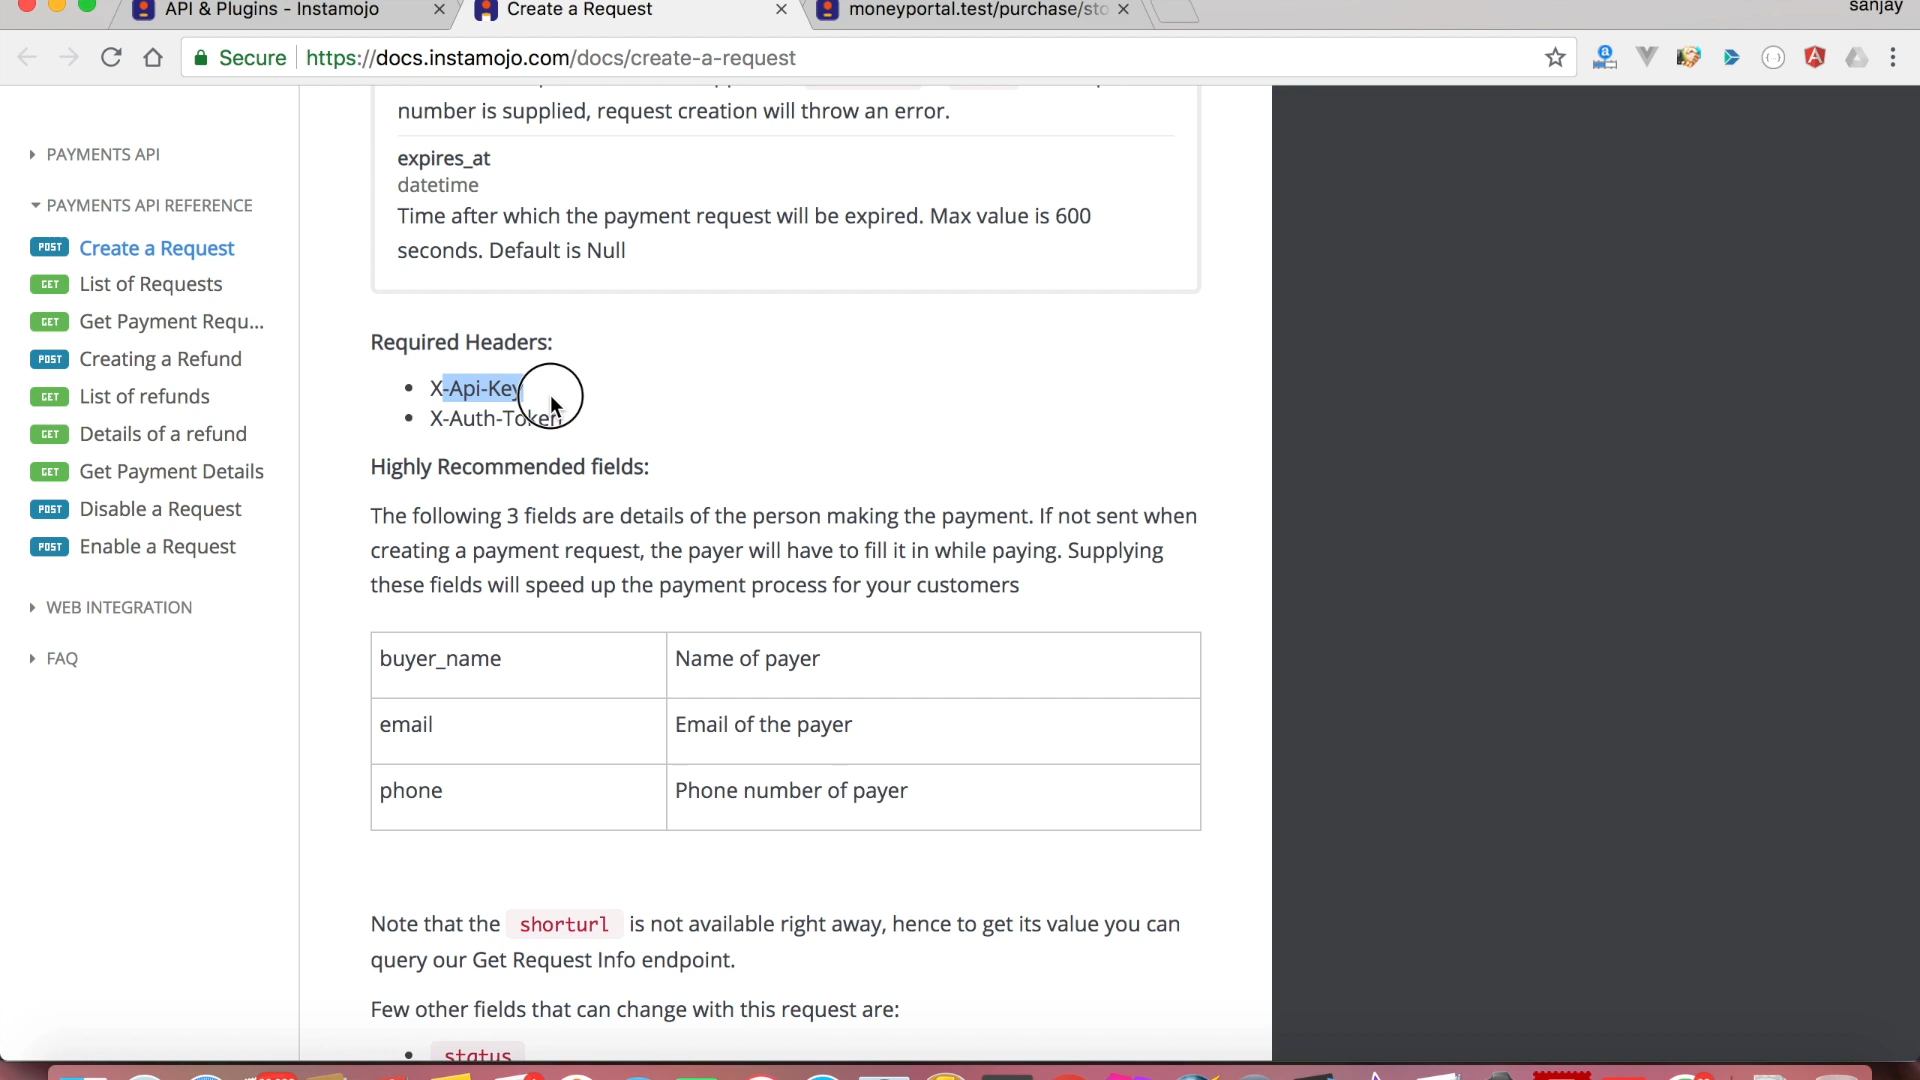 API & Plugins - Instamojo
Create a Request
moneyportal.test/purchase/sto
sanjay
Secure
https://docs.instamojo.com/docs/create-a-request
number is supplied, request creation will throw an error.
expires_at
datetime
Time after which the payment request will be expired. Max value is 600
seconds. Default is Null
PAYMENTS API
PAYMENTS API REFERENCE
POST Create a Request
GET List of Requests
GET Get Payment Requ...
POST Creating a Refund
GET List of refunds
GET Details of a refund
GET Get Payment Details
POST Disable a Request
POST Enable a Request
WEB INTEGRATION
FAQ
Required Headers:
X-Api-Key
X-Auth-Token
Highly Recommended fields:
The following 3 fields are details of the person making the payment. If not sent when
creating a payment request, the payer will have to fill it in while paying. Supplying
these fields will speed up the payment process for your customers
buyer_name Name of payer
email Email of the payer
phone Phone number of payer
Note that the shorturl is not available right away, hence to get its value you can
query our Get Request Info endpoint.
Few other fields that can change with this request are:
status